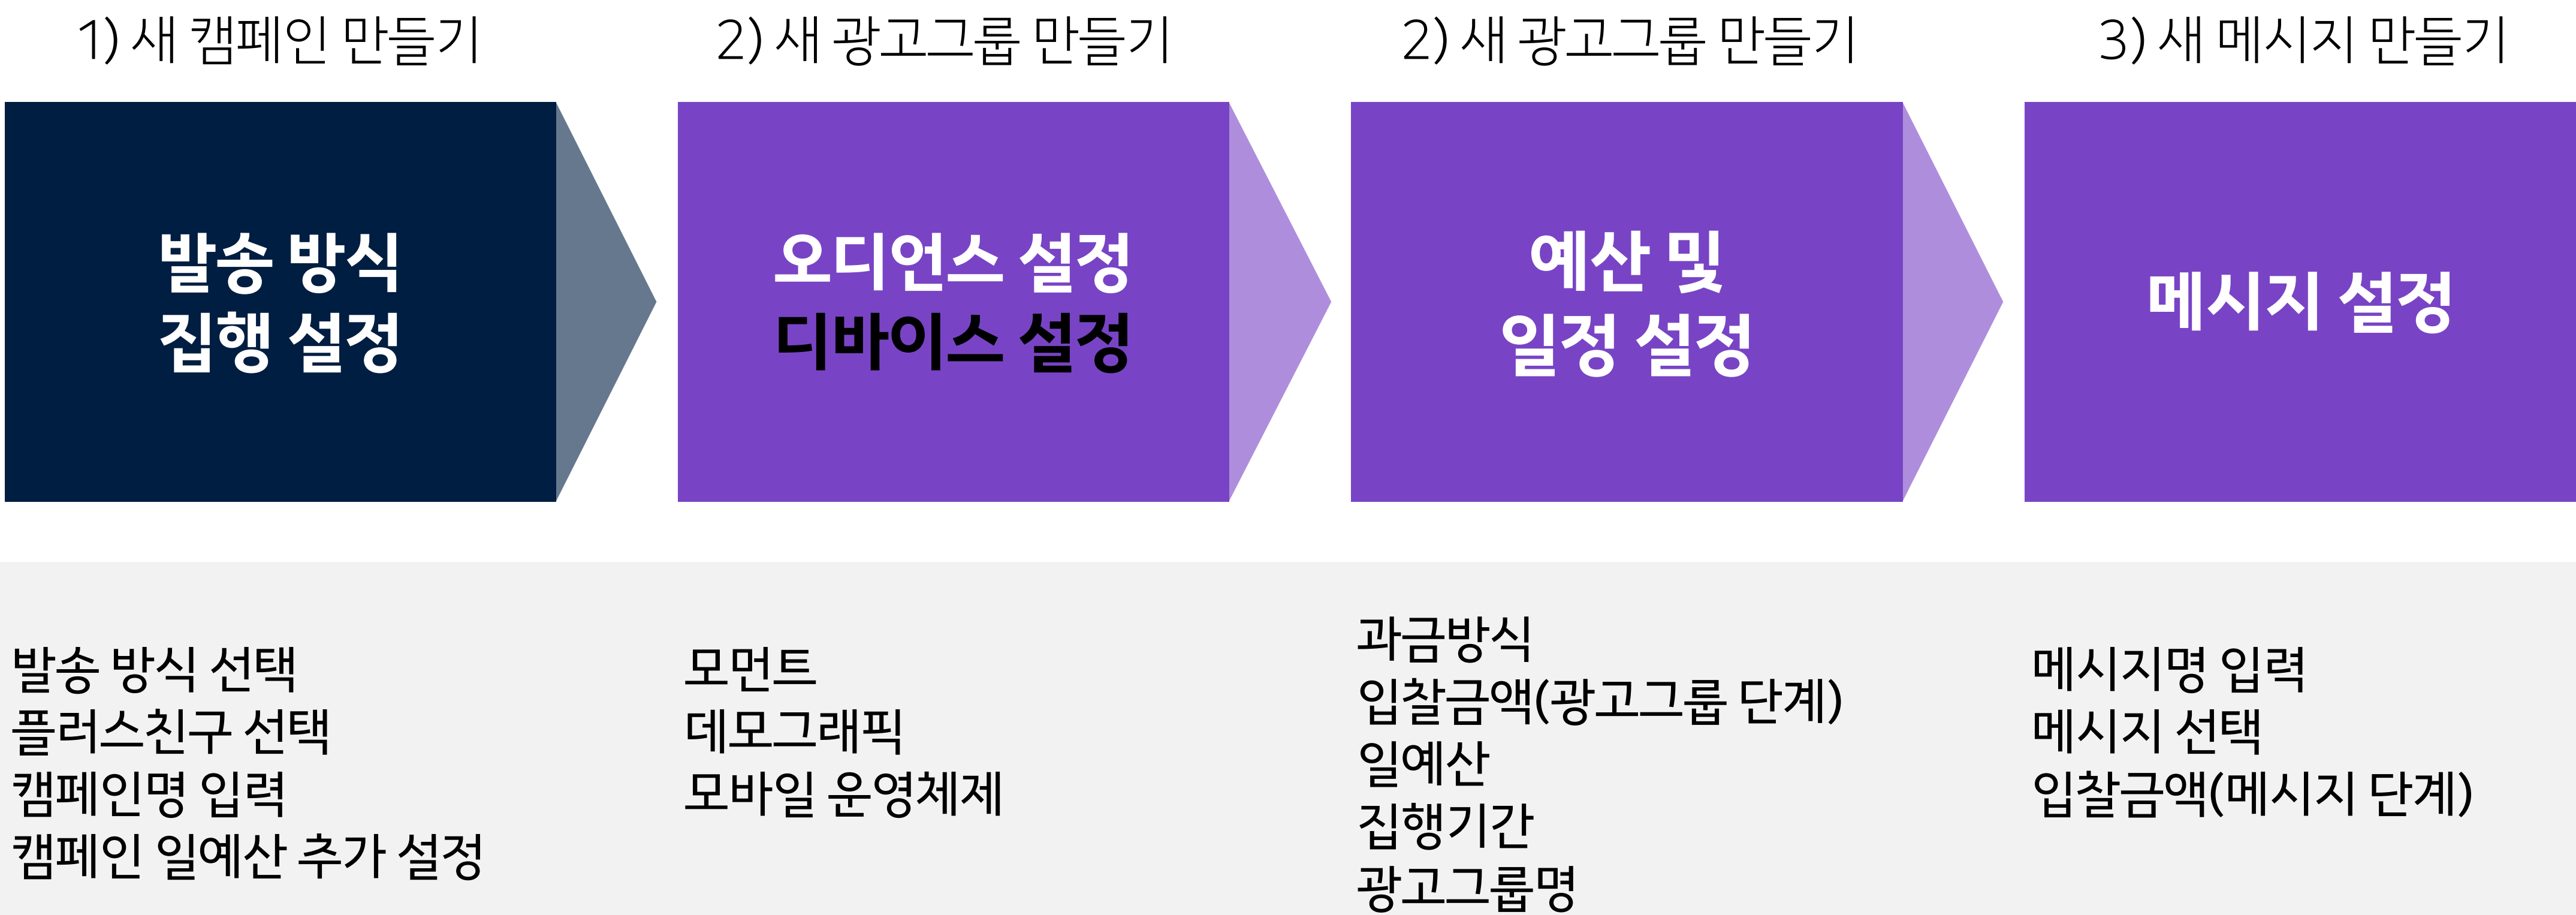 1) 새 캠페인 만들기
2) 새 광고그룹 만들기
2) 새 광고그룹 만들기
3) 새 메시지 만들기
발송 방식
집행 설정
오디언스 설정
디바이스 설정
예산 및
일정 설정
메시지 설정
발송 방식 선택
플러스친구 선택
캠페인명 입력
캠페인 일예산 추가 설정
모먼트
데모그래픽
모바일 운영체제
과금방식
입찰금액(광고그룹 단계)
일예산
집행기간
광고그룹명
메시지명 입력
메시지 선택
입찰금액(메시지 단계)